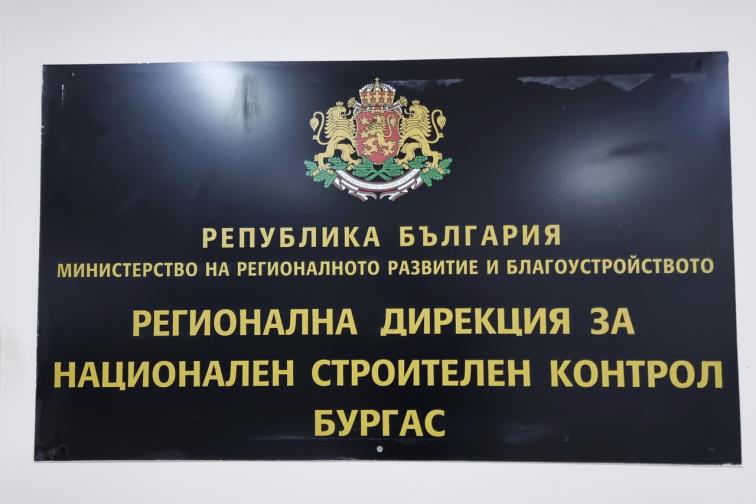 РЕПУБЛИКА БЪЛГАРИЯ
МИНИСТЕРСТВО НА РЕГИОНАЛНОТО РАЗВИТИЕ И БЛАГОУСТРОЙСТВОТО
РЕГИОНАЛНА ДИРЕКЦИЯ ЗА
НАЦИОНАЛЕН СТРОИТЕЛЕН КОНТРОЛ
БУРГАС